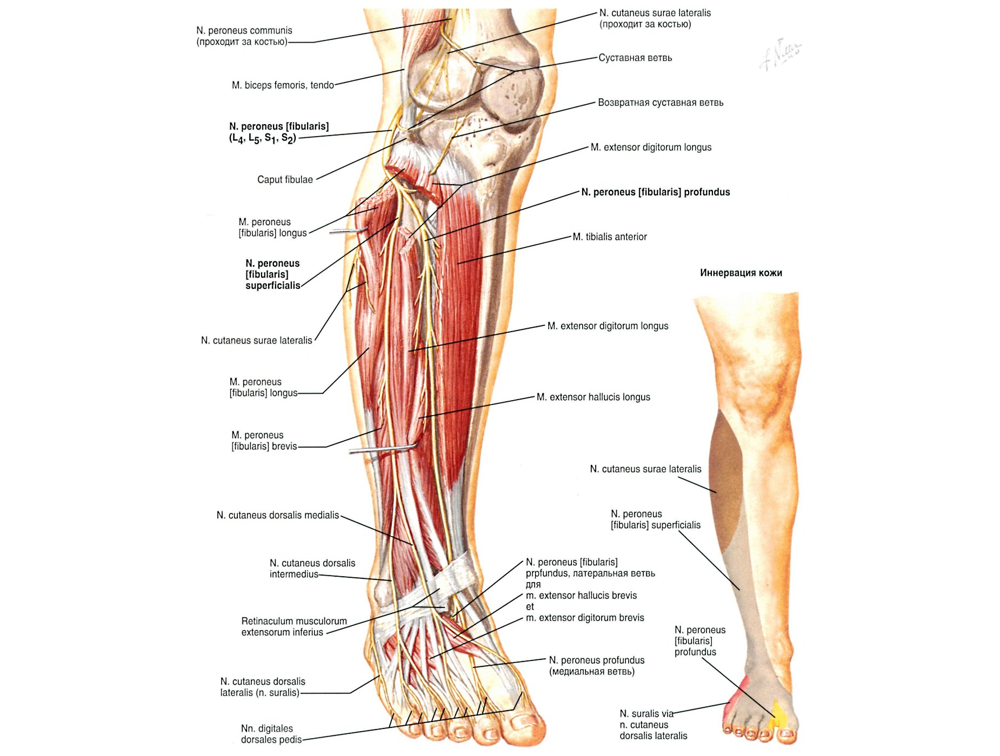 N. peroneus communis
(проходит за костью)
M. biceps femoris, tendo
N. peroneus [fibularis]
(L4, L5, S1, S2)
Caput fibulae
M. peroneus
[fibularis] longus
N. peroneus
[fibularis]
superficialis
N. cutaneus surae lateralis
M. peroneus
[fibularis] longus
M. peroneus
[fibularis] brevis
N. cutaneus dorsalis medialis
N. cutaneus dorsalis
intermedius
Retinaculum musculorum
extensorum inferius
N. cutaneus dorsalis
lateralis (n. suralis)
Nn. digitales
dorsales pedis
N. cutaneus surae lateralis
(проходит за костью)
Суставная ветвь
Возвратная суставная ветвь
M. extensor digitorum longus
N. peroneus [fibularis] profundus
M. tibialis anterior
M. extensor digitorum longus
M. extensor hallucis longus
N. peroneus [fibularis]
prpfundus, латеральная ветвь
для
m. extensor hallucis brevis
et
m. extensor digitorum brevis
N. peroneus profundus
(медиальная ветвь)
F. Netter
Иннервация кожи
N. cutaneus surae lateralis
N. peroneus
[fibularis] superficialis
N. peroneus
[fibularis]
profundus
N. suralis via
n. cutaneus
dorsalis lateralis